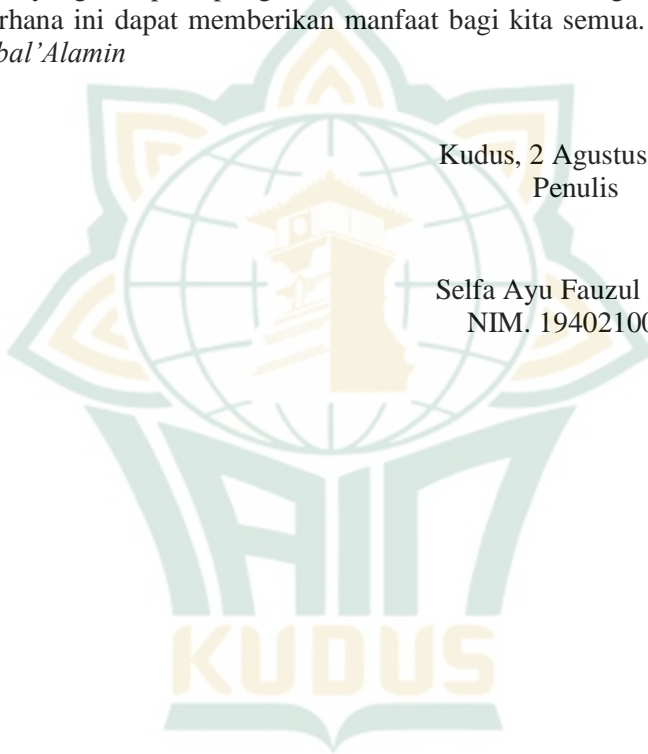 rhana ini dapat memberikan manfaat bagi kita semua.
bal'Alamin
Kudus, 2 Agustus
Penulis
Selfa Ayu Fauzul
NIM. 19402100
IAIN
KUDUS